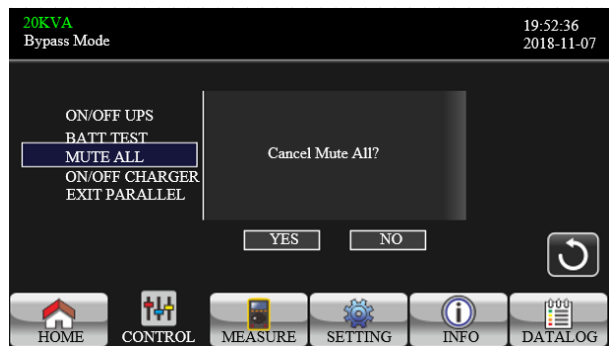 20KVA
Bypass Mode
19:52:36
2018-11-07
ON/OFF UPS
BATT TEST
MUTE ALL
ON/OFF CHARGER
EXIT PARALLEL
Cancel Mute All?
YES
NO
HOME
CONTROL
MEASURE
SETTING
INFO
DATALOG